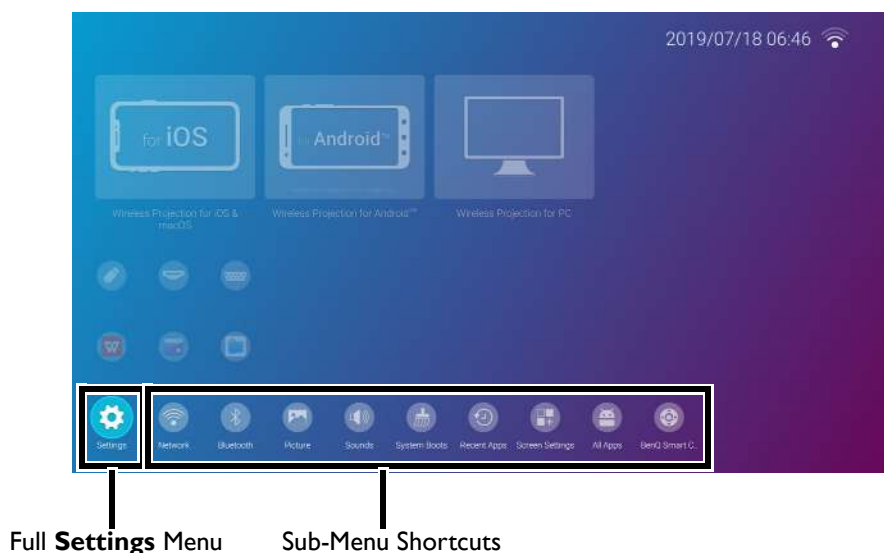 2019/07/18 06:46
for iOS
Android™
Wireless Projection for iOS &
macOS
Wireless Projection for Android™
Wireless Projection for PC
W
Settings
Network
Bluetooth
Picture
Sounds
System Boots
Recent Apps
Screen Settings
All Apps
BenQ Smart C..
Full Settings Menu
Sub-Menu Shortcuts